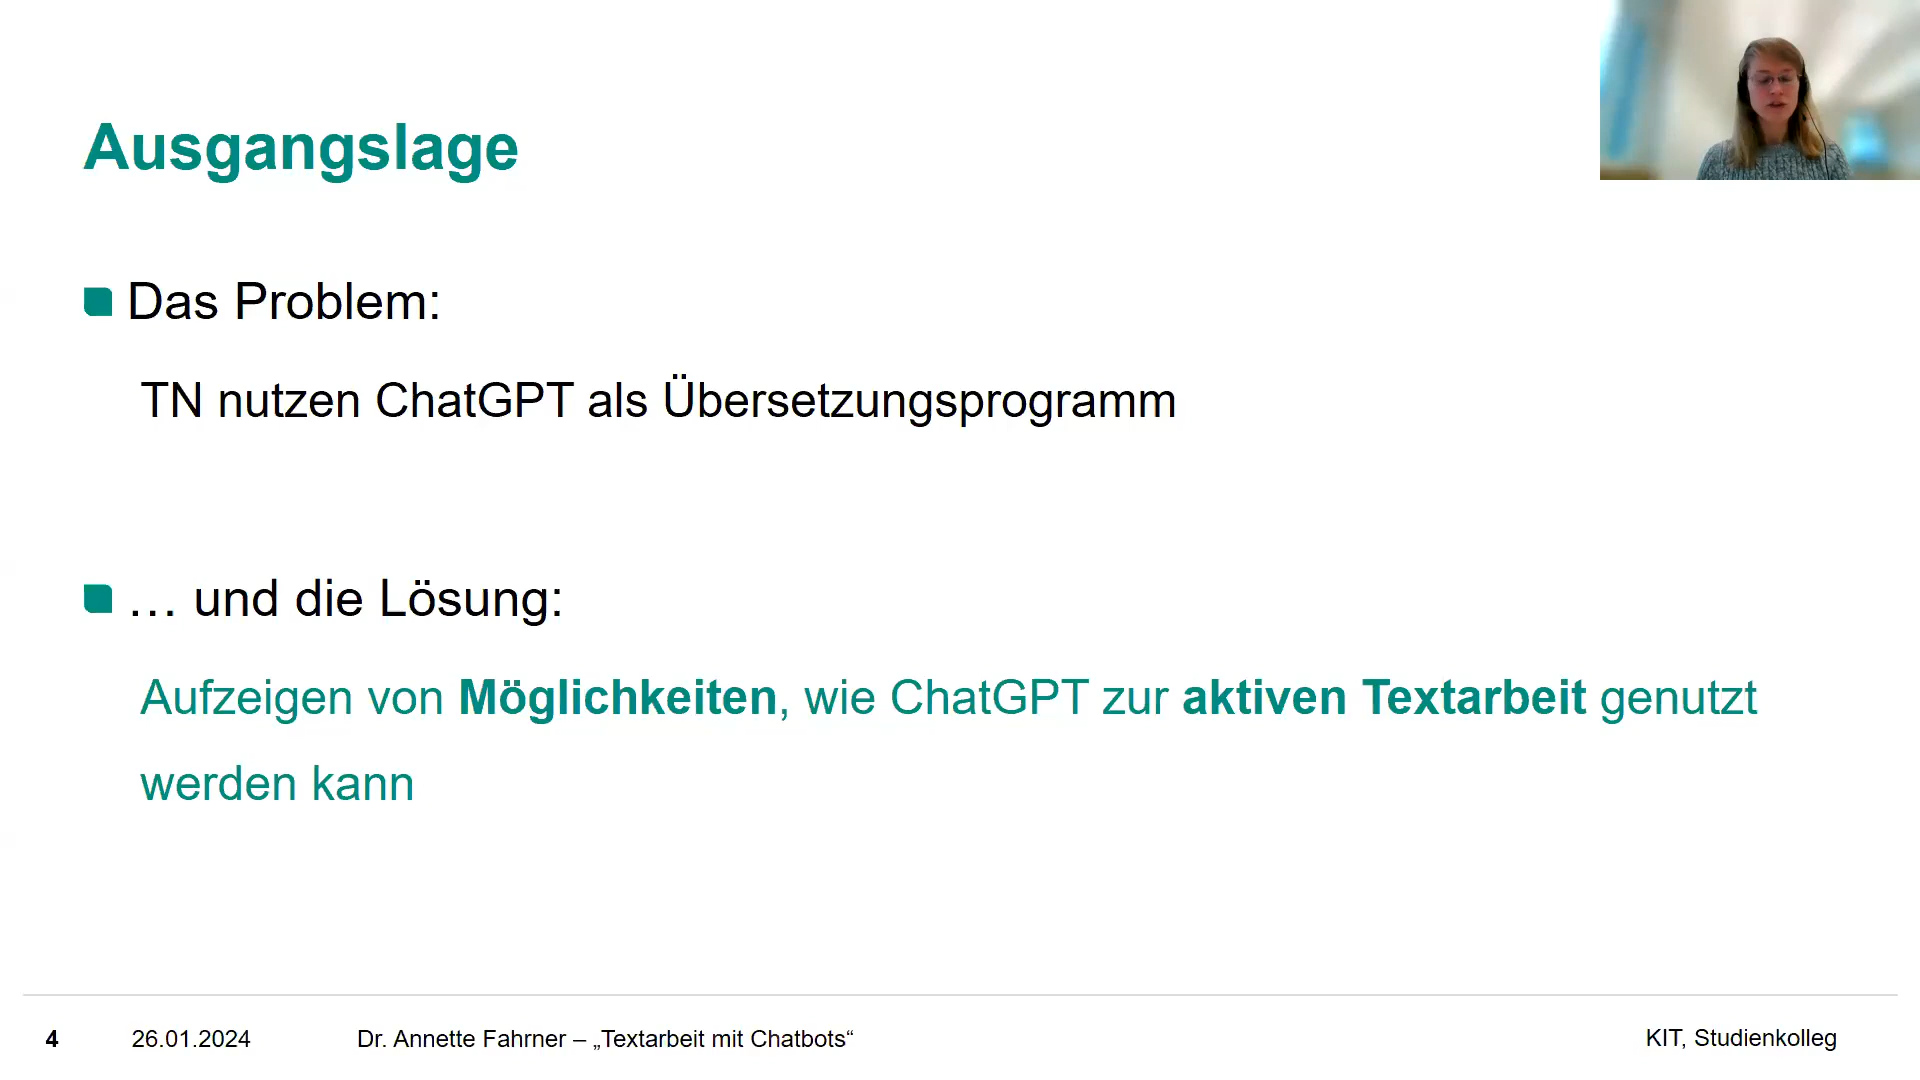 Ausgangslage
Das Problem:
TN nutzen ChatGPT als Übersetzungsprogramm
… und die Lösung:
Aufzeigen von Möglichkeiten, wie ChatGPT zur aktiven Textarbeit genutzt
werden kann
4 26.01.2024 Dr. Annette Fahrner – „Textarbeit mit Chatbots“ KIT, Studienkolleg